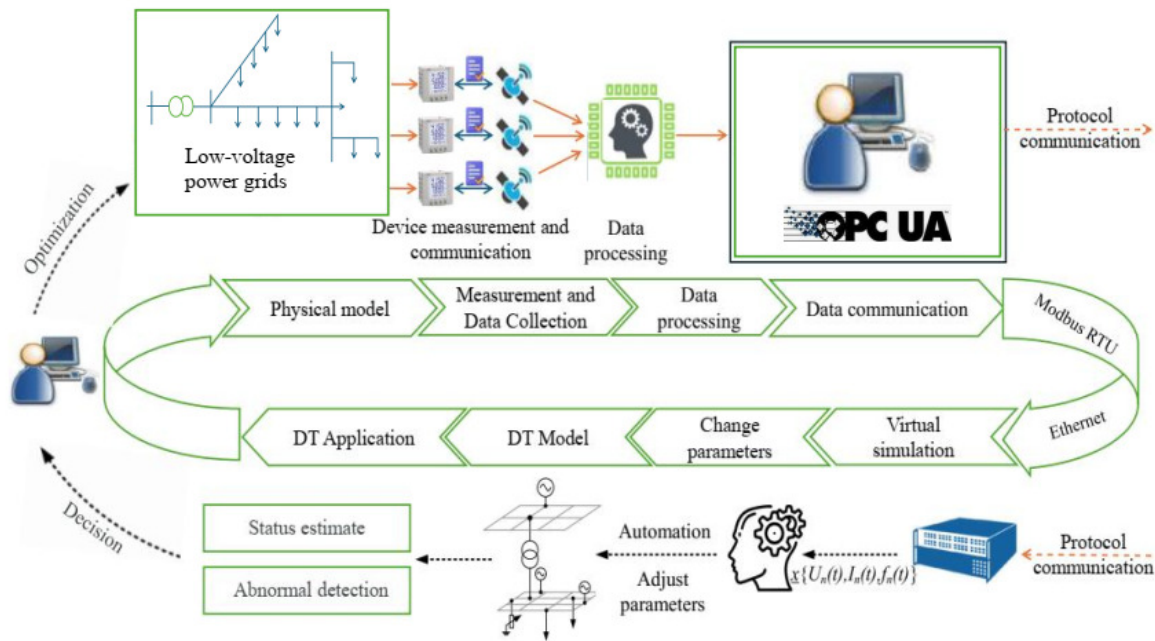 Low-voltage
power grids
Device measurement and
communication
Data
processing
OPC UA
Protocol
communication
Optimization
Physical model
Measurement and
Data Collection
Data
processing
Data communication
Modbus RTU
Ethernet
Virtual
simulation
Change
parameters
DT Model
DT Application
Decision
Status estimate
Abnormal detection
Automation
Adjust
parameters
x{Uₙ(t),Iₙ(t),fₙ(t)}
Protocol
communication